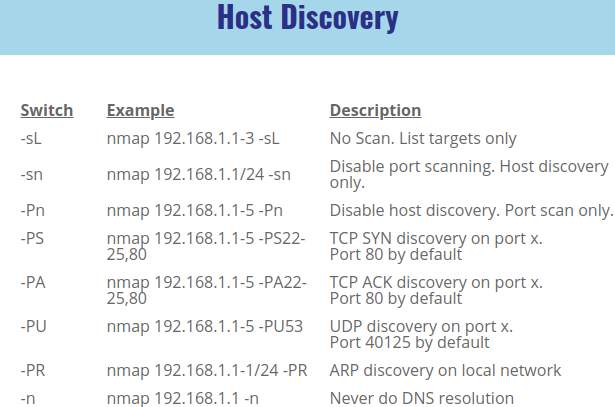 Host Discovery
Switch Example Description
-sL nmap 192.168.1.1-3 -sL No Scan. List targets only
-sn nmap 192.168.1.1/24 -sn Disable port scanning. Host discovery
only.
-Pn nmap 192.168.1.1-5 -Pn Disable host discovery. Port scan only.
-PS nmap 192.168.1.1-5 -PS22- TCP SYN discovery on port x.
25,80 Port 80 by default
-PA nmap 192.168.1.1-5 -PA22- TCP ACK discovery on port x.
25,80 Port 80 by default
-PU nmap 192.168.1.1-5 -PU53 UDP discovery on port x.
Port 40125 by default
-PR nmap 192.168.1.1-1/24 -PR ARP discovery on local network
-n nmap 192.168.1.1 -n Never do DNS resolution